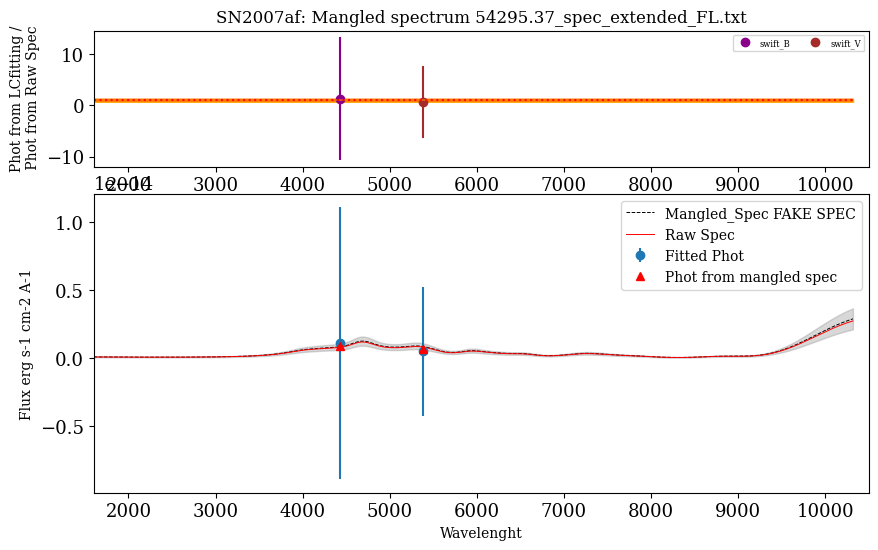 SN2007af: Mangled spectrum 54295.37_spec_extended_FL.txt
Phot from LCfitting /
Phot from Raw Spec
10
0
−10
swift_B
swift_V
2000 3000 4000 5000 6000 7000 8000 9000 10000
1e−14
1.0
0.5
0.0
−0.5
Flux erg s-1 cm-2 A-1
Mangled_Spec FAKE SPEC
Raw Spec
Fitted Phot
Phot from mangled spec
2000 3000 4000 5000 6000 7000 8000 9000 10000
Wavelenght